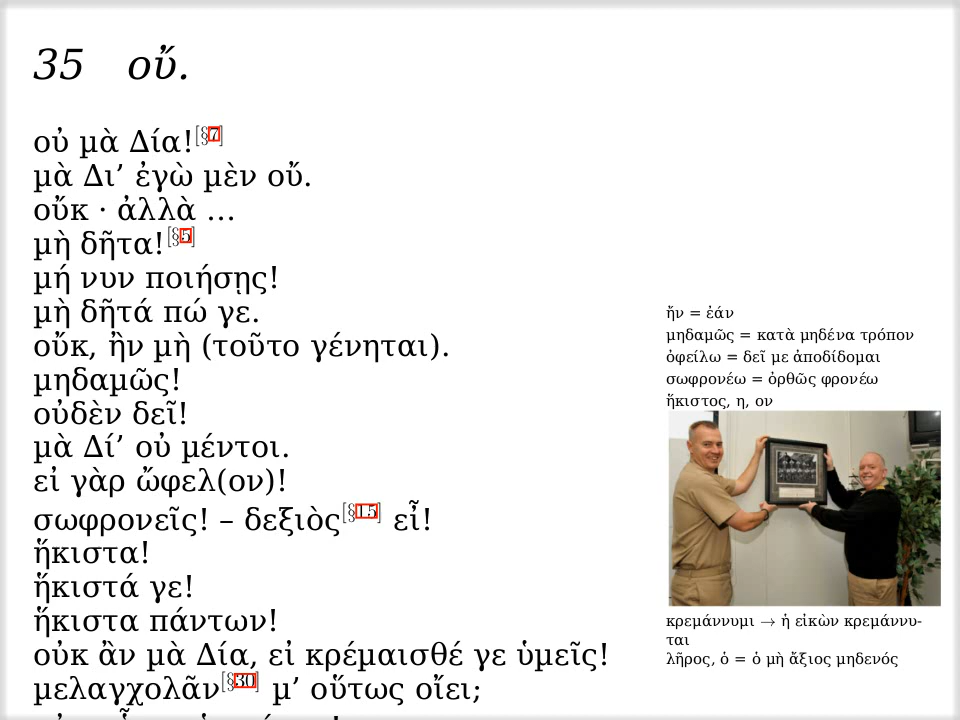 35 οὔ.
οὐ μὰ Δία![§7]
μὰ Δι’ ἐγὼ μὲν οὔ.
οὔκ · ἀλλὰ …
μὴ δῆτα![§5]
μή νυν ποιήσῃς!
μὴ δῆτά πώ γε.
οὔκ, ἢν μὴ (τοῦτο γένηται).
μηδαμῶς!
οὐδὲν δεῖ!
μὰ Δί’ οὐ μέντοι.
εἰ γὰρ ὤφελ(ον)!
σωφρονεῖς! – δεξιὸς[§15] εἶ!
ἥκιστα!
ἥκιστά γε!
ἥκιστα πάντων!
οὐκ ἂν μὰ Δία, εἰ κρέμαισθέ γε ὑμεῖς!
μελαγχολᾶν[§30] μ’ οὕτως οἴει;
ἤν = ἐάν
μηδαμῶς = κατὰ μηδένα τρόπον
ὀφείλω = δεῖ με ἀποδίδομαι
σωφρονέω = ὀρθῶς φρονέω
ἥκιστος, η, ον
κρεμάννυμι → ἡ εἰκὼν κρεμάννυ-
ται
λῆρος, ὁ = ὁ μὴ ἄξιος μηδενός